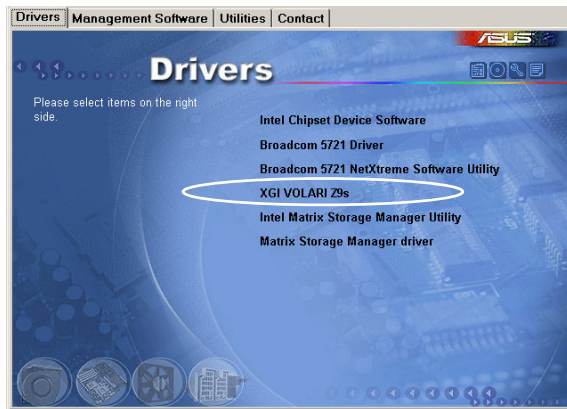 Drivers
Management Software
Utilities
Contact
ASUS
Drivers
Please select items on the right
side.
Intel Chipset Device Software
Broadcom 5721 Driver
Broadcom 5721 NetXtreme Software Utility
XGI VOLARI Z9s
Intel Matrix Storage Manager Utility
Matrix Storage Manager driver